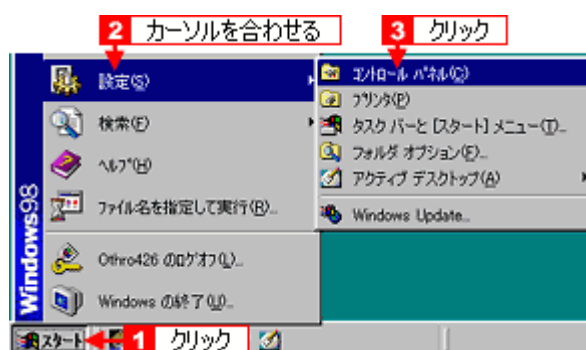 2 カーソルを合わせる
3 クリック
設定(S)
検索(F)
ヘルプ(H)
ファイル名を指定して実行(R)...
Othro426 のログオフ(L)...
Windows の終了(U)...
Windows98
コントロール パネル(C)
プリンタ(P)
タスク バーと [スタート] メニュー(T)...
フォルダ オプション(F)...
アクティブ デスクトップ(A)
Windows Update...
スタート
1 クリック